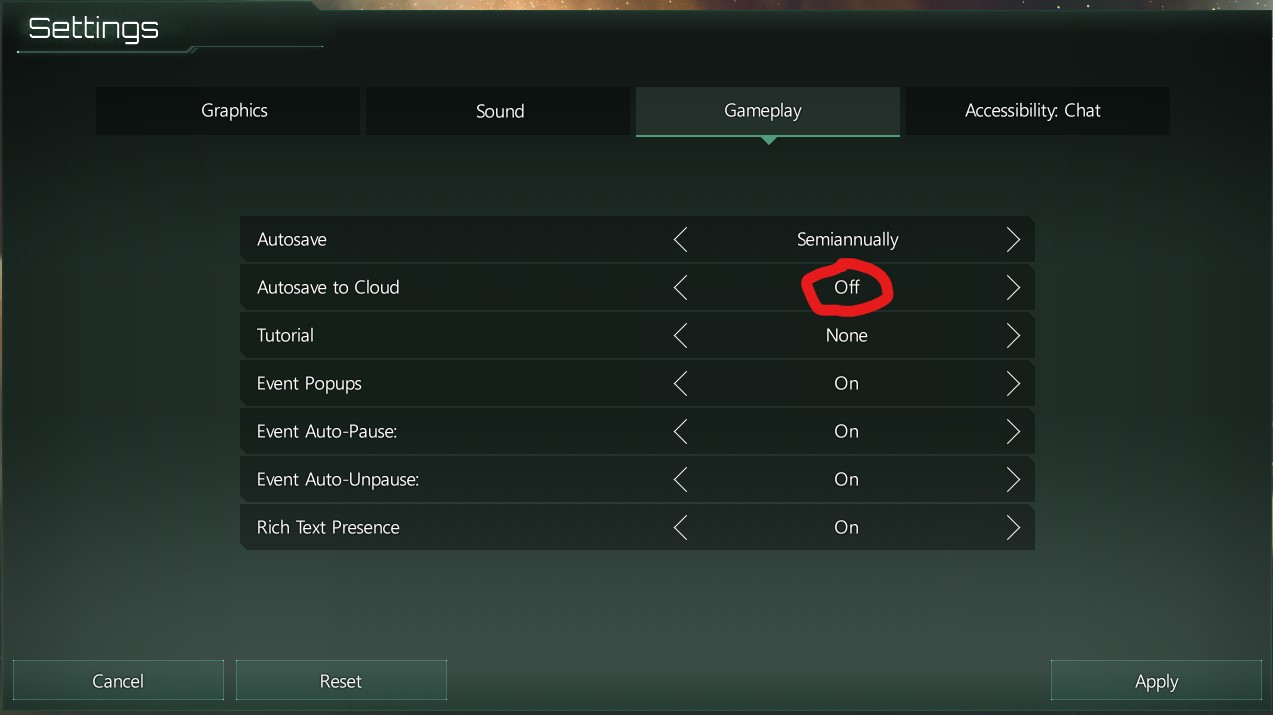 Settings
Graphics Sound Gameplay Accessibility: Chat
Autosave Semiannually
Autosave to Cloud Off
Tutorial None
Event Popups On
Event Auto-Pause: On
Event Auto-Unpause: On
Rich Text Presence On
Cancel Reset Apply